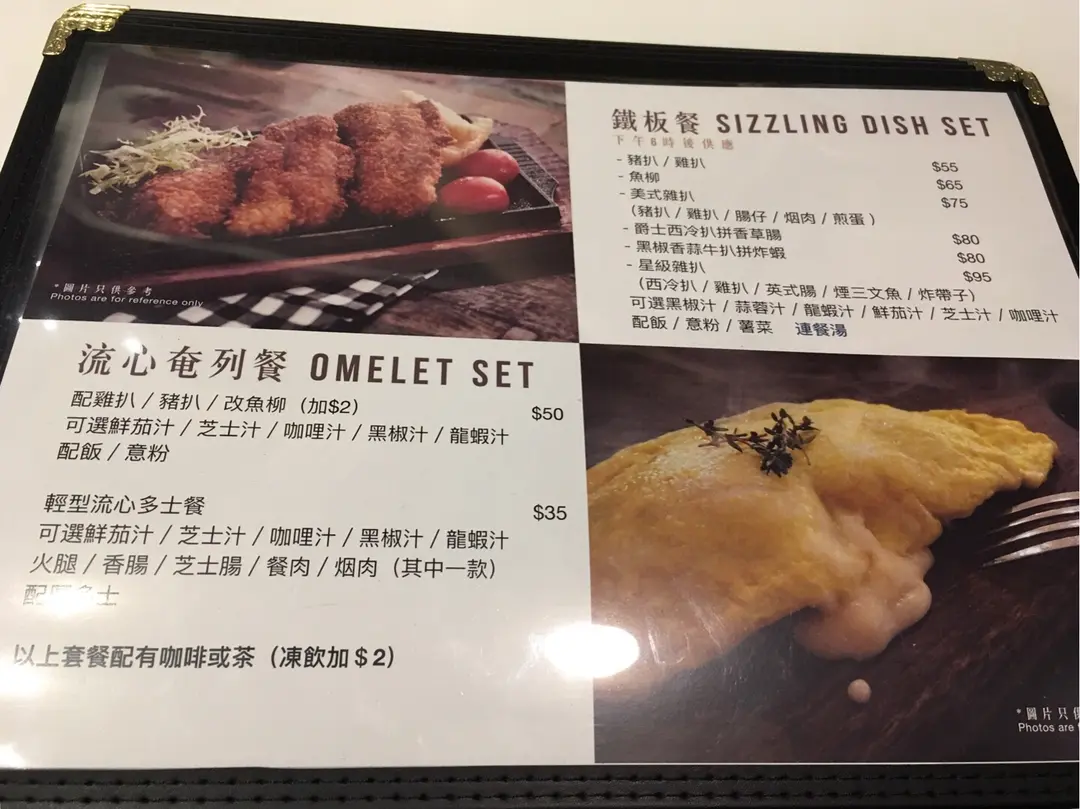 鐵板餐 SIZZLING DISH SET
下午6時後供應
- 豬扒 / 雞扒 $55
- 魚柳 $65
- 美式雜扒 $75
(豬扒 / 雞扒 / 腸仔 / 烟肉 / 煎蛋)
- 爵士西冷扒拼香草腸 $80
- 黑椒香蒜牛扒拼炸蝦 $80
- 星級雜扒 $95
(西冷扒 / 雞扒 / 英式腸 / 煙三文魚 / 炸帶子)
可選黑椒汁 / 蒜蓉汁 / 龍蝦汁 / 鮮茄汁 / 芝士汁 / 咖哩汁
配飯 / 意粉 / 薯菜 連餐湯
*圖片只供參考
Photos are for reference only
流心奄列餐 OMELET SET
配雞扒 / 豬扒 / 改魚柳 (加$2) $50
可選鮮茄汁 / 芝士汁 / 咖哩汁 / 黑椒汁 / 龍蝦汁
配飯 / 意粉
輕型流心多士餐 $35
可選鮮茄汁 / 芝士汁 / 咖哩汁 / 黑椒汁 / 龍蝦汁
火腿 / 香腸 / 芝士腸 / 餐肉 / 烟肉 (其中一款)
配多士
以上套餐配有咖啡或茶 (凍飲加$2)
*圖片只
Photos are